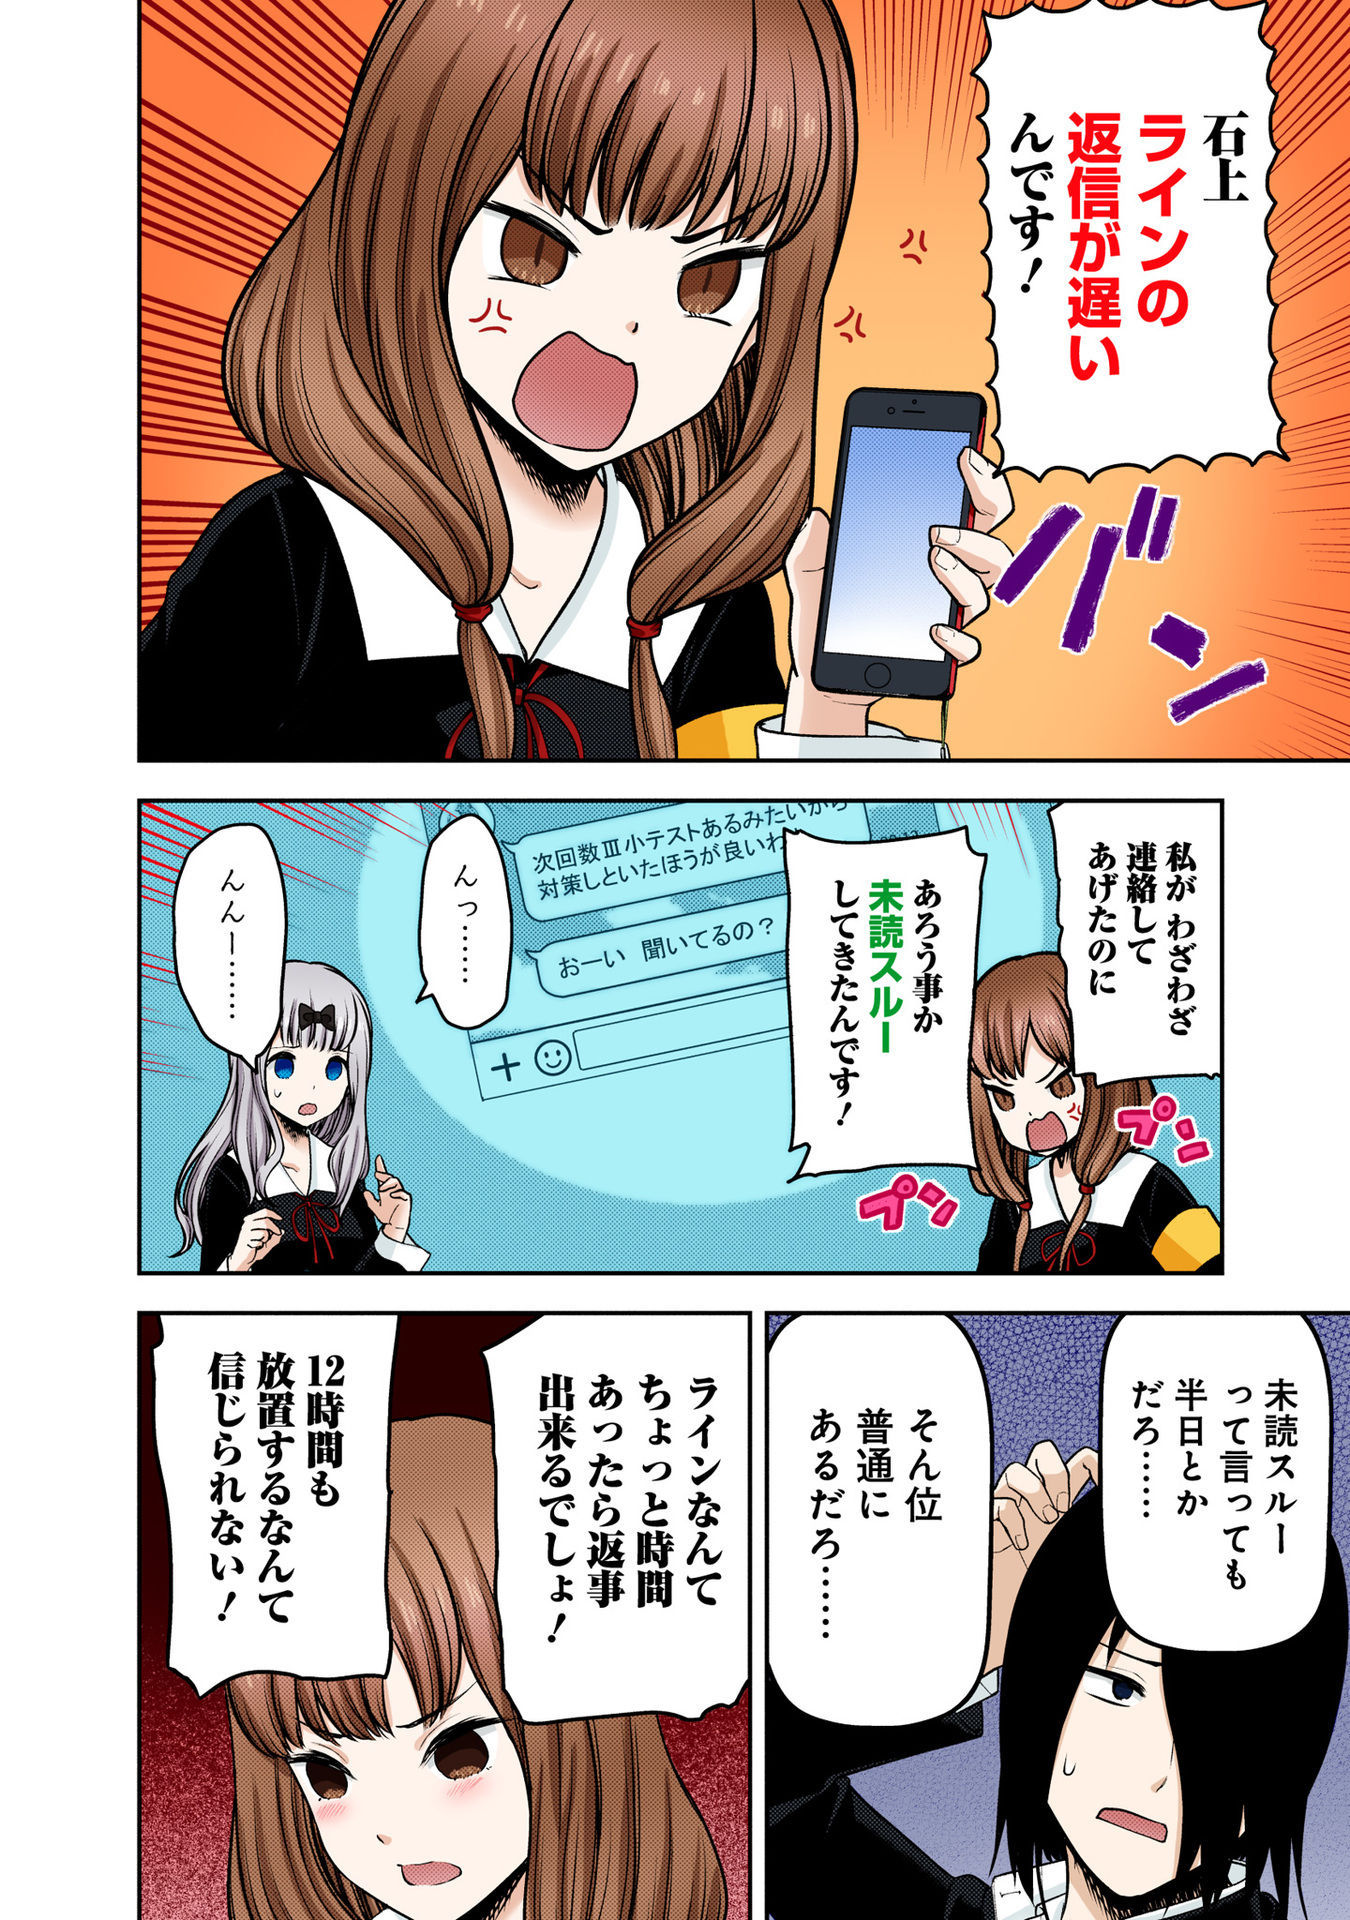 石上
ラインの
返信が遅い
んです！
バン
私が わざわざ
連絡して
あげたのに
あろう事か
未読スルー
してきたんです！
プン
プン
次回数Ⅲ小テストあるみたいだから
対策しといたほうが良いわ
おーい 聞いてるの？
んっ………
んんー……
未読スルー
って言っても
半日とか
だろ……
そん位
普通に
あるだろ……
ラインなんて
ちょっと時間
あったら返事
出来るでしょ！
12時間も
放置するなんて
信じられない！